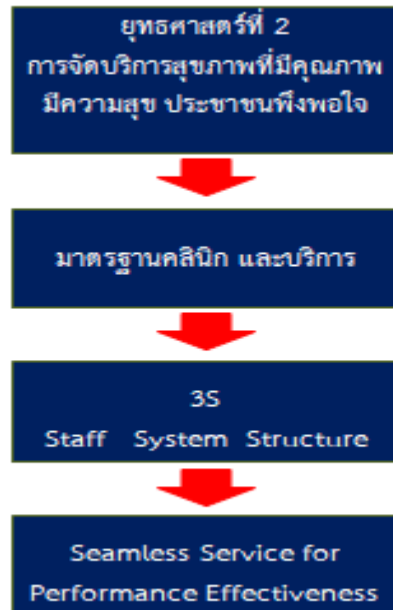 ยุทธศาสตร์ที่ 2
การจัดบริการสุขภาพที่มีคุณภาพ
มีความสุข ประชาชนพึงพอใจ
มาตรฐานคลินิก และบริการ
3S
Staff System Structure
Seamless Service for
Performance Effectiveness